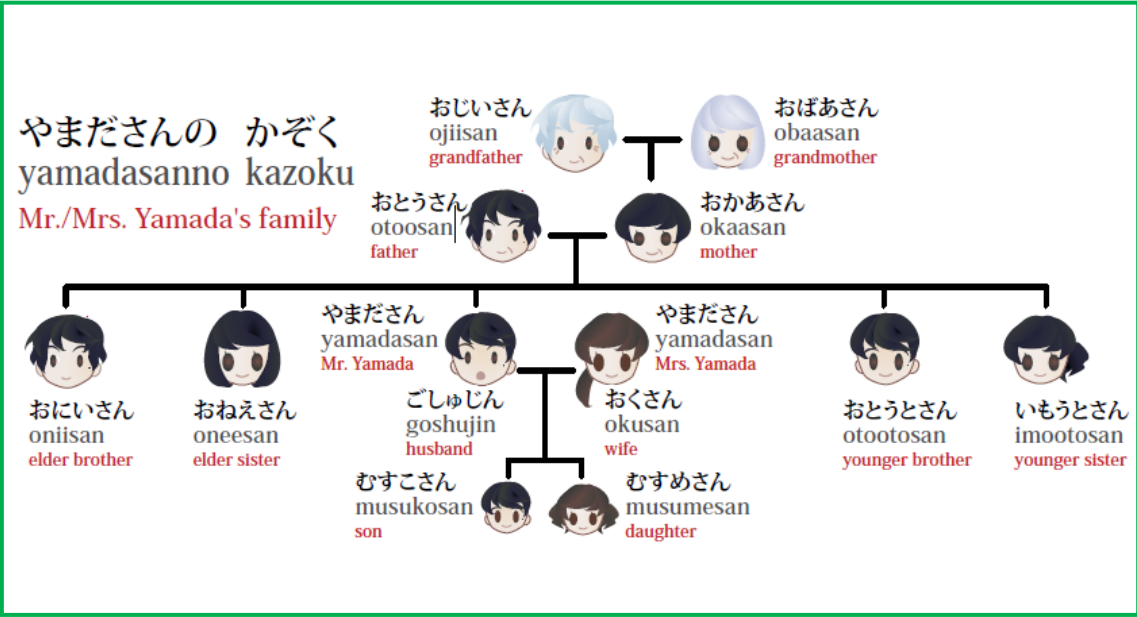 やまださんの　かぞく
yamadasanno kazoku
Mr./Mrs. Yamada's family
おじいさん
ojiisan
grandfather
おばあさん
obaasan
grandmother
おとうさん
otoosan
father
おかあさん
okaasan
mother
おにいさん
oniisan
elder brother
おねえさん
oneesan
elder sister
やまださん
yamadasan
Mr. Yamada
ごしゅじん
goshujin
husband
やまださん
yamadasan
Mrs. Yamada
おくさん
okusan
wife
おとうとさん
otootosan
younger brother
いもうとさん
imootosan
younger sister
むすこさん
musukosan
son
むすめさん
musumesan
daughter